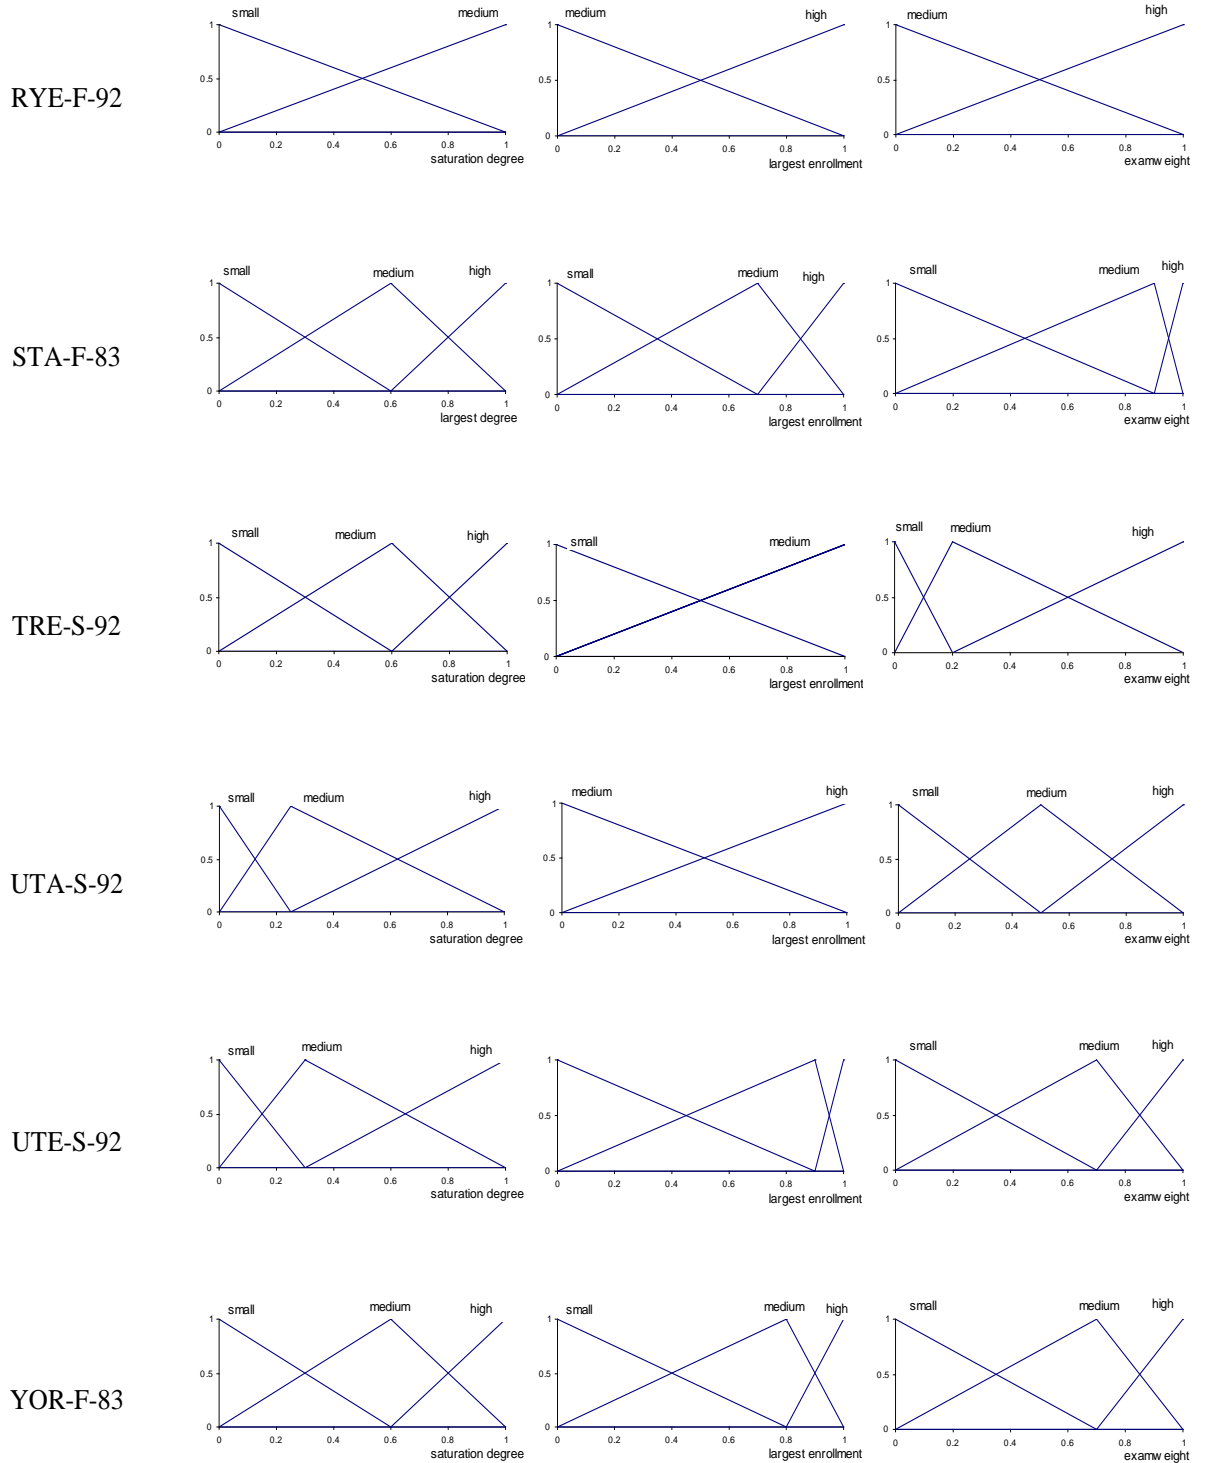 small medium medium high medium high
1 1 1
RYE-F-92 0.5 0.5 0.5
0 0 0
0 0.2 0.4 0.6 0.8 1 0 0.2 0.4 0.6 0.8 1 0 0.2 0.4 0.6 0.8 1
saturation degree largest enrollment examw eight
small medium high small medium high small medium high
1 1 1
STA-F-83 0.5 0.5 0.5
0 0 0
0 0.2 0.4 0.6 0.8 1 0 0.2 0.4 0.6 0.8 1 0 0.2 0.4 0.6 0.8 1
largest degree largest enrollment examw eight
small medium high small medium small medium high
1 1 1
TRE-S-92 0.5 0.5 0.5
0 0 0
0 0.2 0.4 0.6 0.8 1 0 0.2 0.4 0.6 0.8 1 0 0.2 0.4 0.6 0.8 1
saturation degree largest enrollment examw eight
small medium high medium high small medium high
1 1 1
UTA-S-92 0.5 0.5 0.5
0 0 0
0 0.2 0.4 0.6 0.8 1 0 0.2 0.4 0.6 0.8 1 0 0.2 0.4 0.6 0.8 1
saturation degree largest enrollment examw eight
small medium high small medium high
1 1 1
UTE-S-92 0.5 0.5 0.5
0 0 0
0 0.2 0.4 0.6 0.8 1 0 0.2 0.4 0.6 0.8 1 0 0.2 0.4 0.6 0.8 1
saturation degree largest enrollment examw eight
small medium high small medium high small medium high
1 1 1
YOR-F-83 0.5 0.5 0.5
0 0 0
0 0.2 0.4 0.6 0.8 1 0 0.2 0.4 0.6 0.8 1 0 0.2 0.4 0.6 0.8 1
saturation degree largest enrollment examw eight